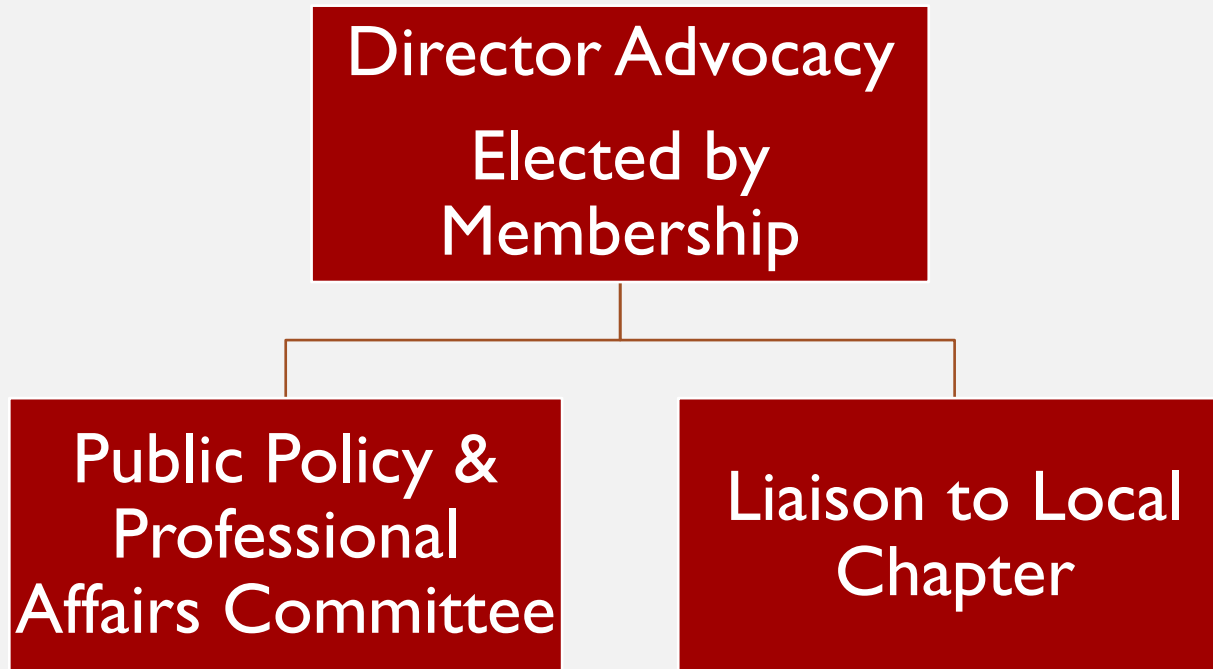 Director Advocacy
Elected by
Membership
Public Policy &
Professional
Affairs Committee
Liaison to Local
Chapter